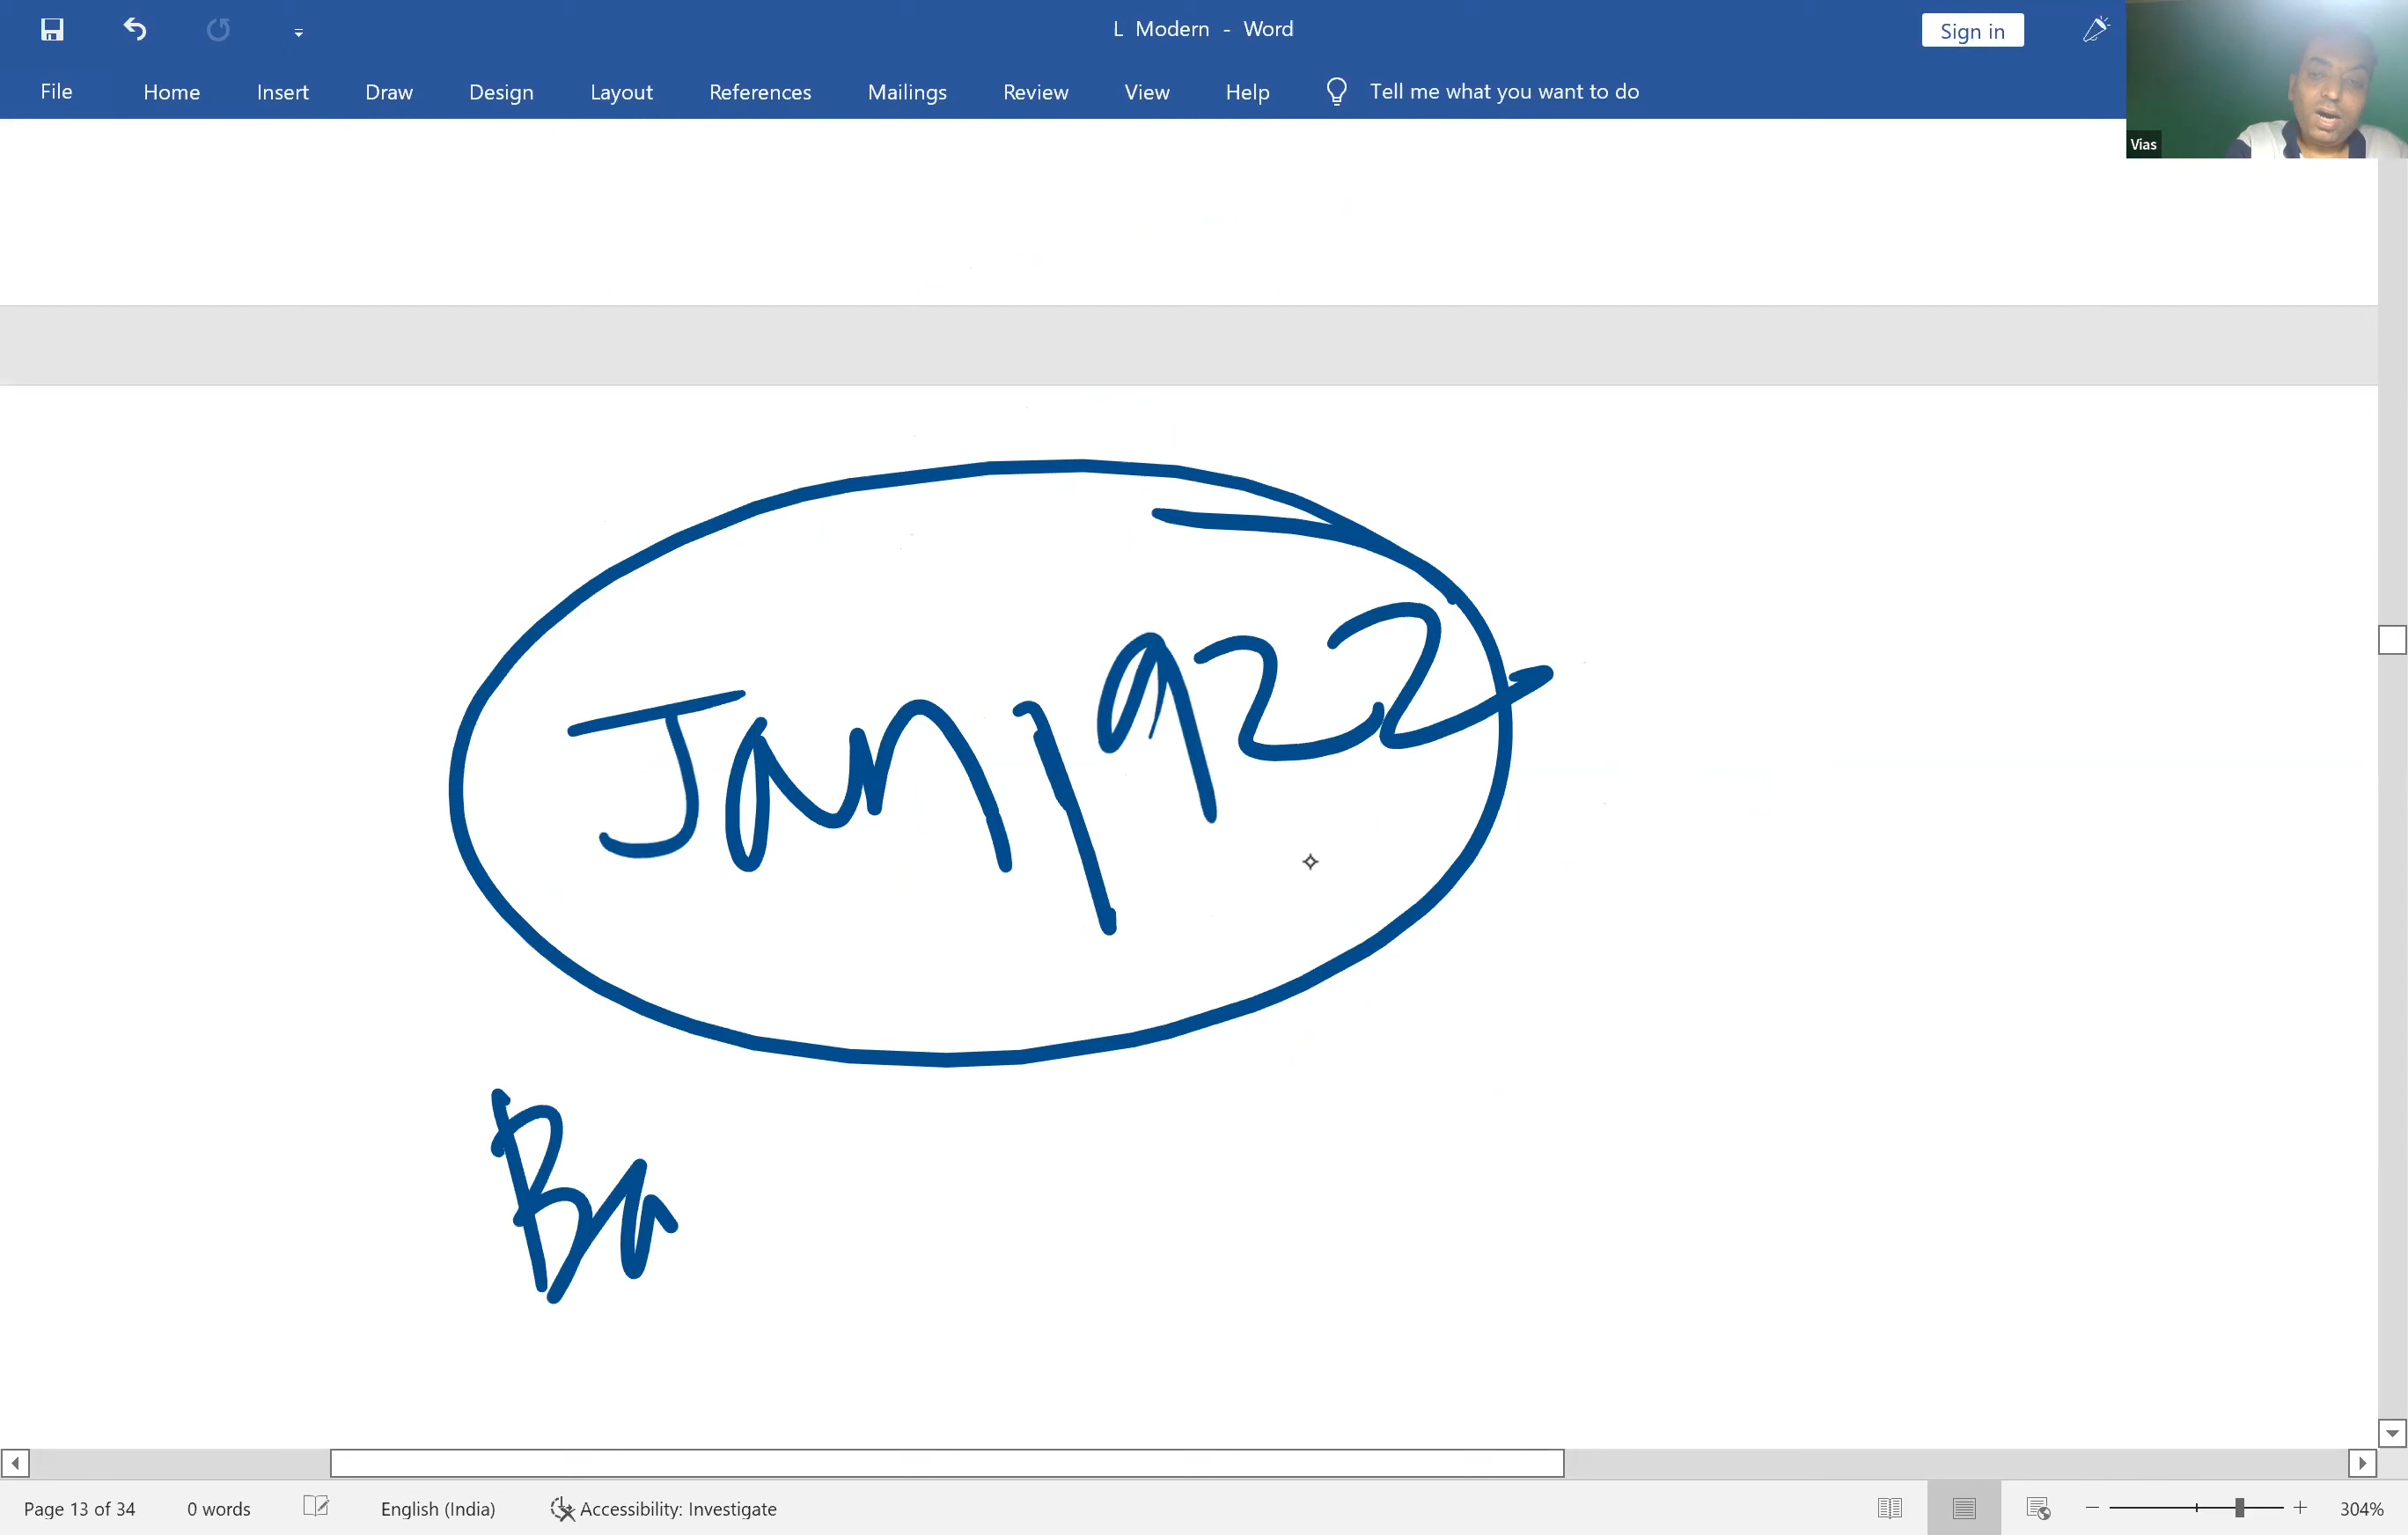 L Modern - Word
Sign in
File Home Insert Draw Design Layout References Mailings Review View Help Tell me what you want to do
Vias
Jan 1922
Ba
Page 13 of 34 0 words English (India) Accessibility: Investigate 304%